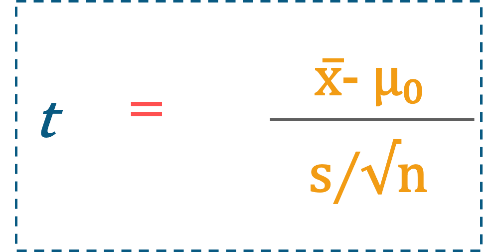 x̄- μ₀
t =
s/√n